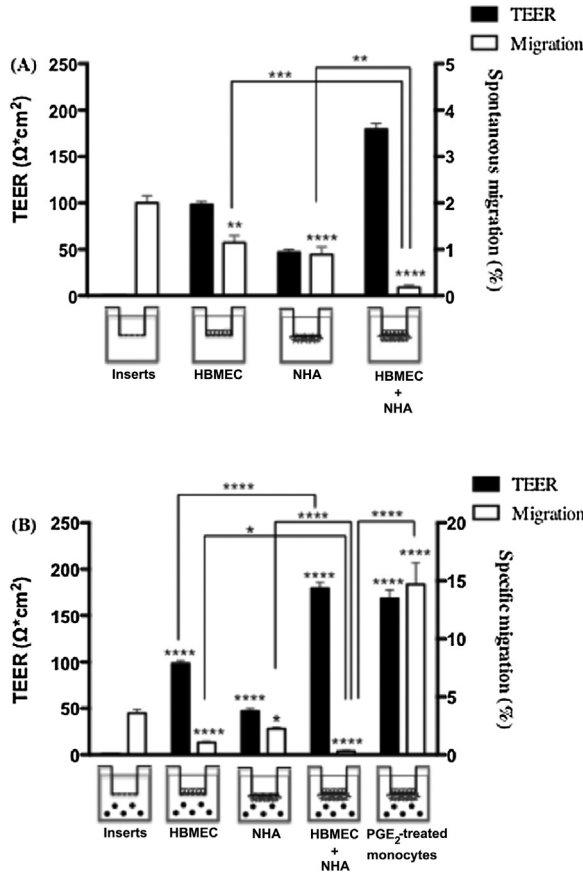 TEER
Migration
(A)
**
***
250
200
150
100
50
0
TEER (Ω*cm2)
**
****
****
5
4
3
2
1
0
Spontaneous migration (%)
Inserts
HBMEC
NHA
HBMEC
+
NHA
TEER
Migration
(B)
****
****
****
*
250
200
150
100
50
0
TEER (Ω*cm2)
****
****
****
*
****
****
****
****
20
15
10
5
0
Specific migration (%)
Inserts
HBMEC
NHA
HBMEC
+
NHA
PGE2-treated
monocytes